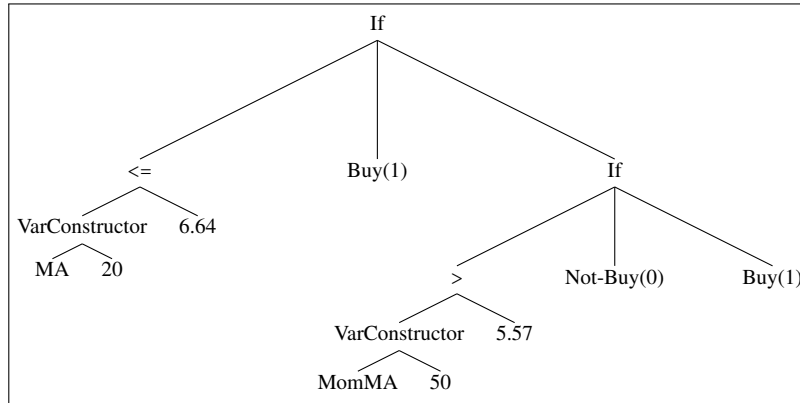 If
<= Buy(1) If
VarConstructor 6.64
MA 20
> Not-Buy(0) Buy(1)
VarConstructor 5.57
MomMA 50